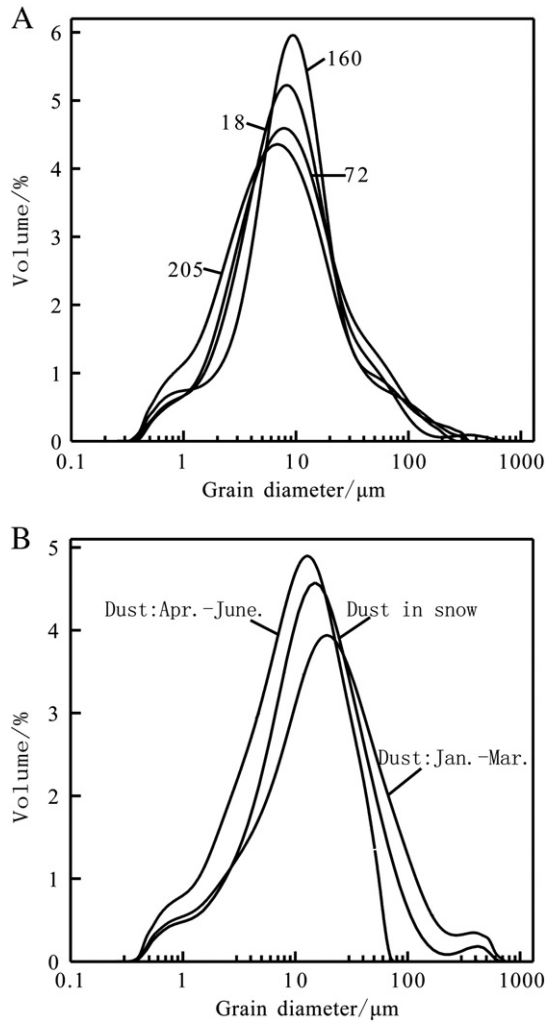 A
6
5
4
3
2
1
0
Volume/%
160
18
72
205
0.1 1 10 100 1000
Grain diameter/μm
B
5
4
3
2
1
0
Volume/%
Dust:Apr.-June.
Dust in snow
Dust:Jan.-Mar.
0.1 1 10 100 1000
Grain diameter/μm